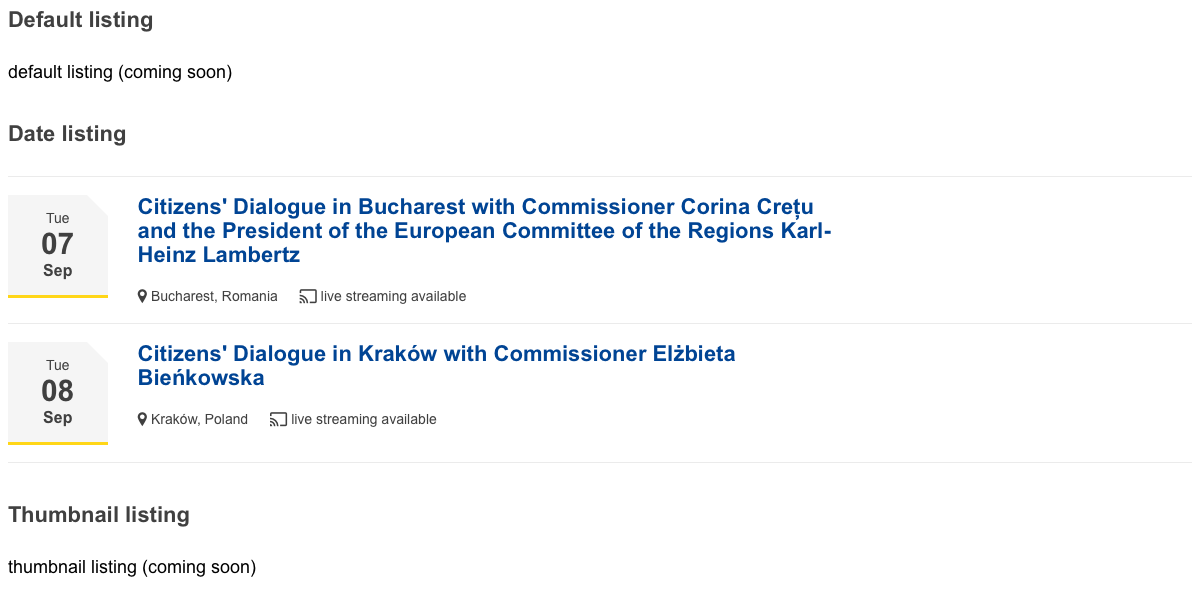 Default listing
default listing (coming soon)
Date listing
Tue
07
Sep
Citizens' Dialogue in Bucharest with Commissioner Corina Crețu
and the President of the European Committee of the Regions Karl-
Heinz Lambertz
Bucharest, Romania live streaming available
Tue
08
Sep
Citizens' Dialogue in Kraków with Commissioner Elżbieta
Bieńkowska
Kraków, Poland live streaming available
Thumbnail listing
thumbnail listing (coming soon)